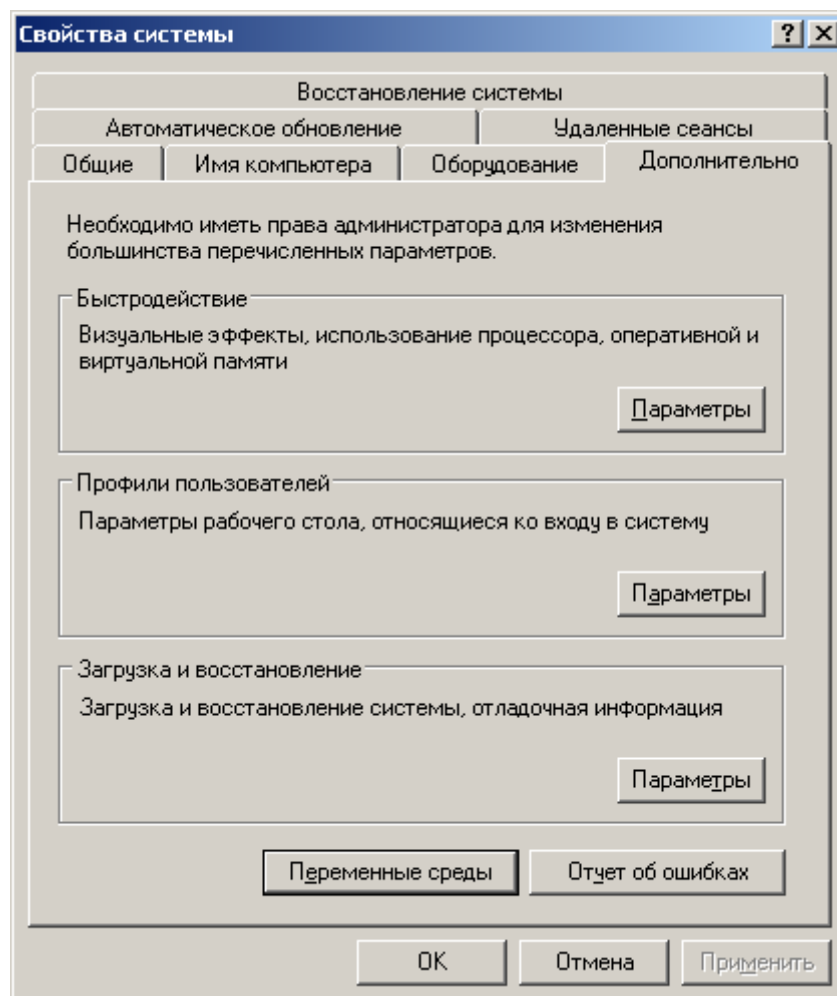 Свойства системы
Восстановление системы
Автоматическое обновление
Удаленные сеансы
Общие
Имя компьютера
Оборудование
Дополнительно
Необходимо иметь права администратора для изменения
большинства перечисленных параметров.
Быстродействие
Визуальные эффекты, использование процессора, оперативной и
виртуальной памяти
Параметры
Профили пользователей
Параметры рабочего стола, относящиеся ко входу в систему
Параметры
Загрузка и восстановление
Загрузка и восстановление системы, отладочная информация
Параметры
Переменные среды
Отчет об ошибках
OK
Отмена
Применить